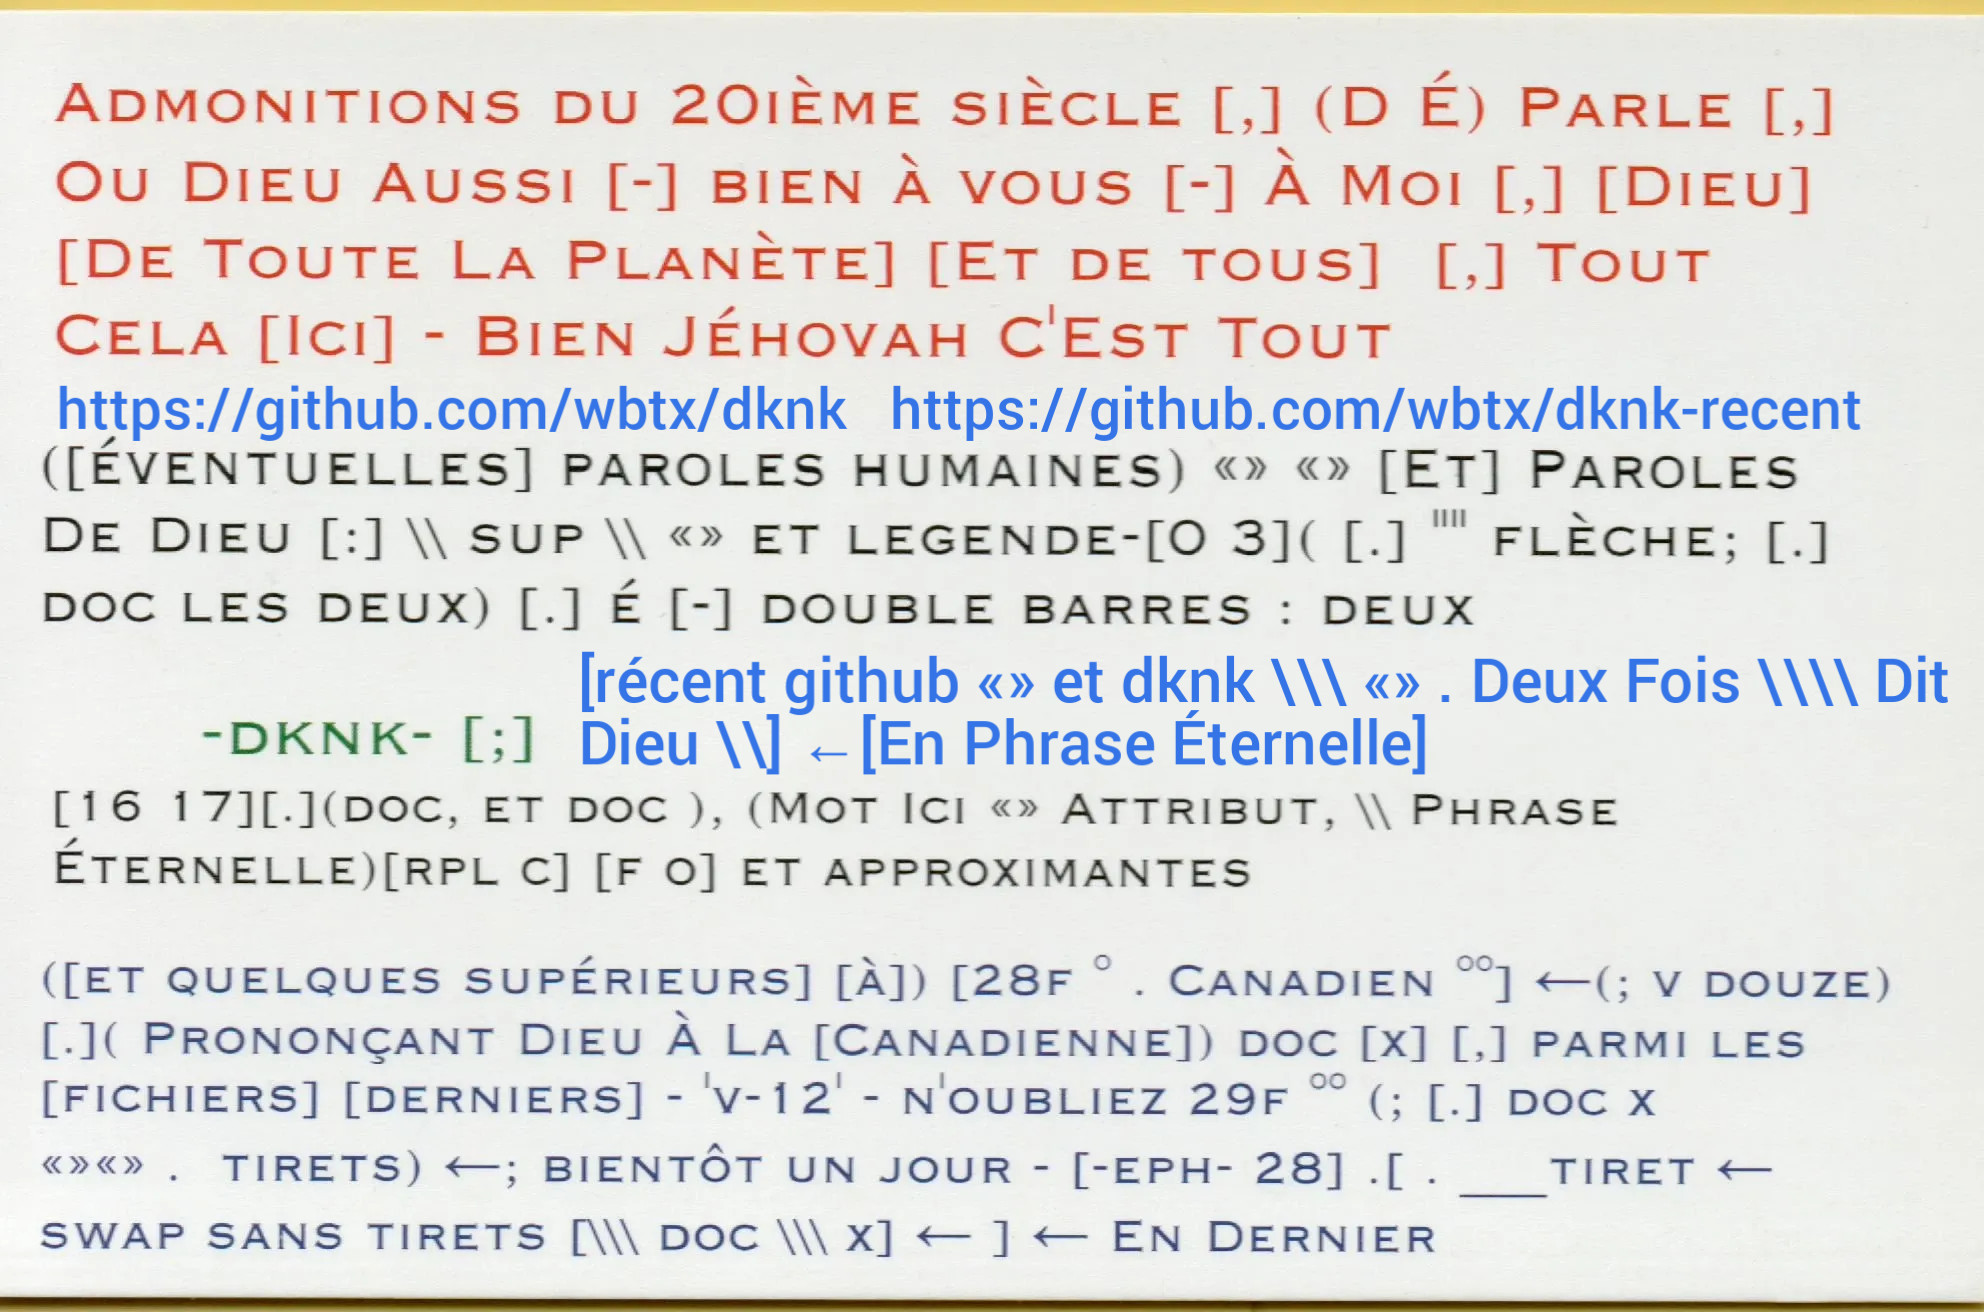 Admonitions du 20ième siècle [,] (D É) Parle [,]
Ou Dieu Aussi [-] bien à vous [-] À Moi [,] [Dieu]
[De Toute La Planète] [Et de tous] [,] Tout
Cela [Ici] - Bien Jéhovah C'Est Tout
https://github.com/wbtx/dknk https://github.com/wbtx/dknk-recent
([éventuelles] paroles humaines) «» «» [Et] Paroles
De Dieu [:] \\ sup \\ «» et legende-[o 3]( [.] "" flèche; [.]
doc les deux) [.] é [-] double barres : deux
[récent github «» et dknk \\\ «» . Deux Fois \\\\ Dit
-dknk- [;] Dieu \\] ←[En Phrase Éternelle]
[16 17][.](doc, et doc ), (Mot Ici «» Attribut, \\ Phrase
Éternelle)[rpl c] [f o] et approximantes
([et quelques supérieurs] [à]) [28f ° . Canadien °°] ←(; v douze)
[.]( Prononçant Dieu À La [Canadienne]) doc [x] [,] parmi les
[fichiers] [derniers] - 'v-12' - n'oubliez 29f °° (; [.] doc x
«»«» . tirets) ←; bientôt un jour - [-eph- 28] .[ . ___tiret ←
swap sans tirets [\\\ doc \\\ x] ← ] ← En Dernier